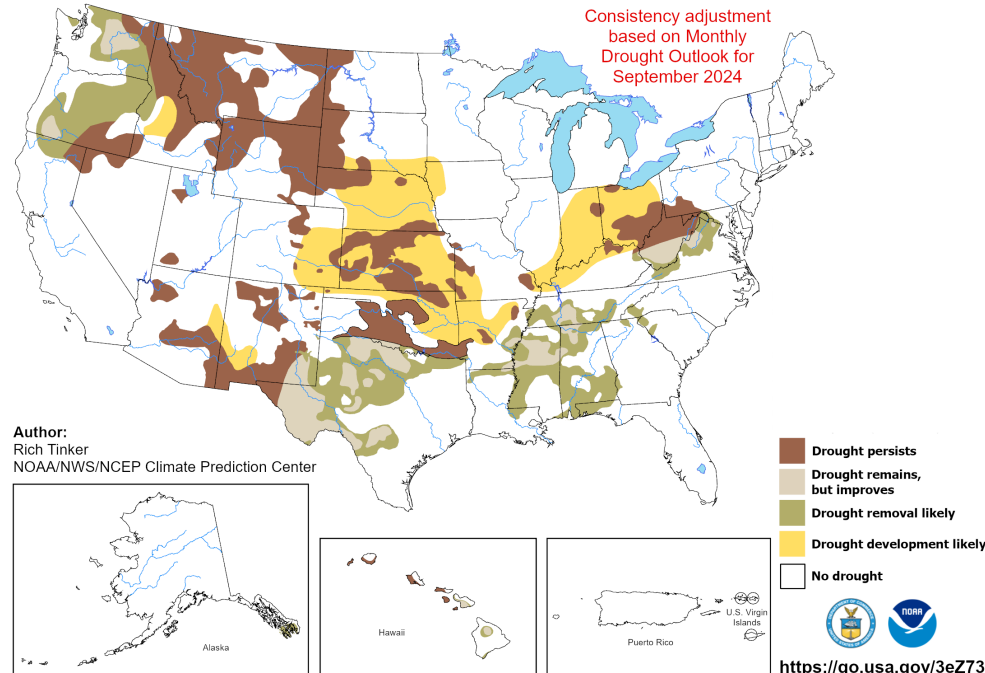 Consistency adjustment
based on Monthly
Drought Outlook for
September 2024
Author:
Rich Tinker
NOAA/NWS/NCEP Climate Prediction Center
Drought persists
Drought remains,
but improves
Drought removal likely
Drought development likely
No drought
Alaska
Hawaii
Puerto Rico
U.S. Virgin
Islands
NOAA
https://go.usa.gov/3eZ73